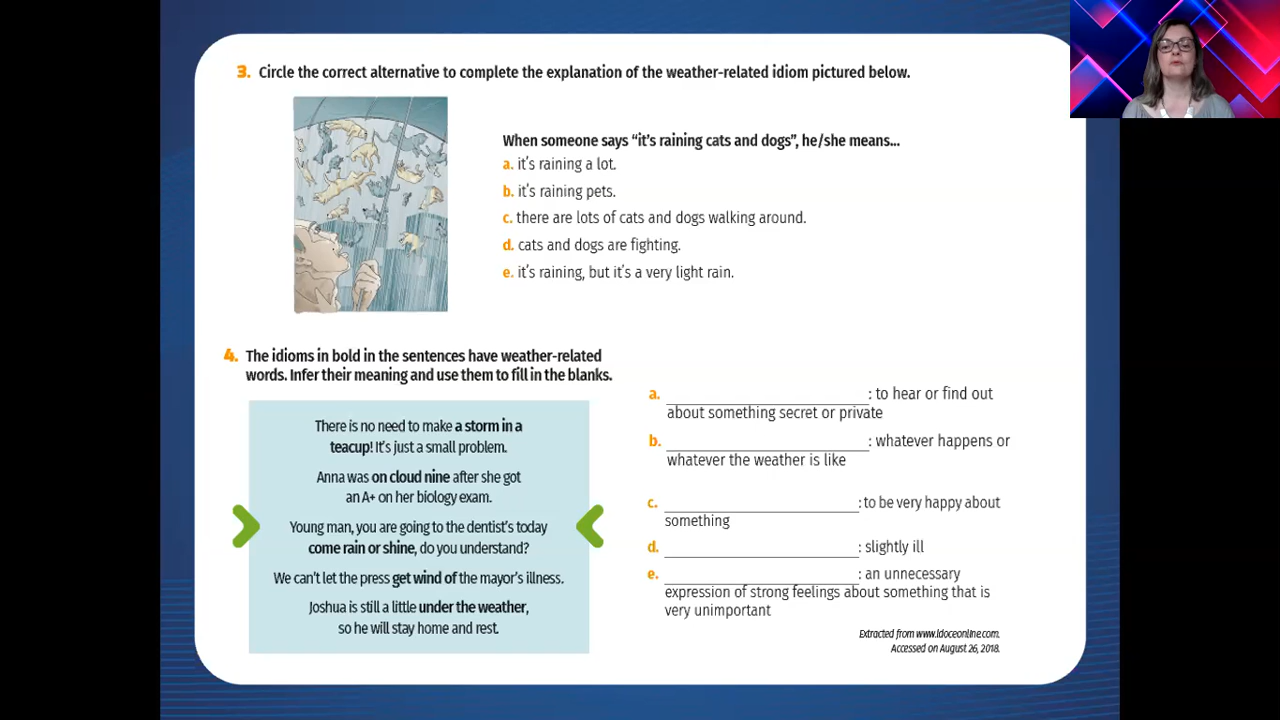 3. Circle the correct alternative to complete the explanation of the weather-related idiom pictured below.
When someone says “it’s raining cats and dogs”, he/she means...
a. it’s raining a lot.
b. it’s raining pets.
c. there are lots of cats and dogs walking around.
d. cats and dogs are fighting.
e. it’s raining, but it’s a very light rain.
4. The idioms in bold in the sentences have weather-related
words. Infer their meaning and use them to fill in the blanks.
There is no need to make a storm in a
teacup! It’s just a small problem.
Anna was on cloud nine after she got
an A+ on her biology exam.
Young man, you are going to the dentist’s today
come rain or shine, do you understand?
We can’t let the press get wind of the mayor’s illness.
Joshua is still a little under the weather,
so he will stay home and rest.
a. ____________________: to hear or find out
about something secret or private
b. ____________________: whatever happens or
whatever the weather is like
c. ____________________: to be very happy about
something
d. ____________________: slightly ill
e. ____________________: an unnecessary
expression of strong feelings about something that is
very unimportant
Extracted from www.ldoceonline.com.
Accessed on August 26, 2018.